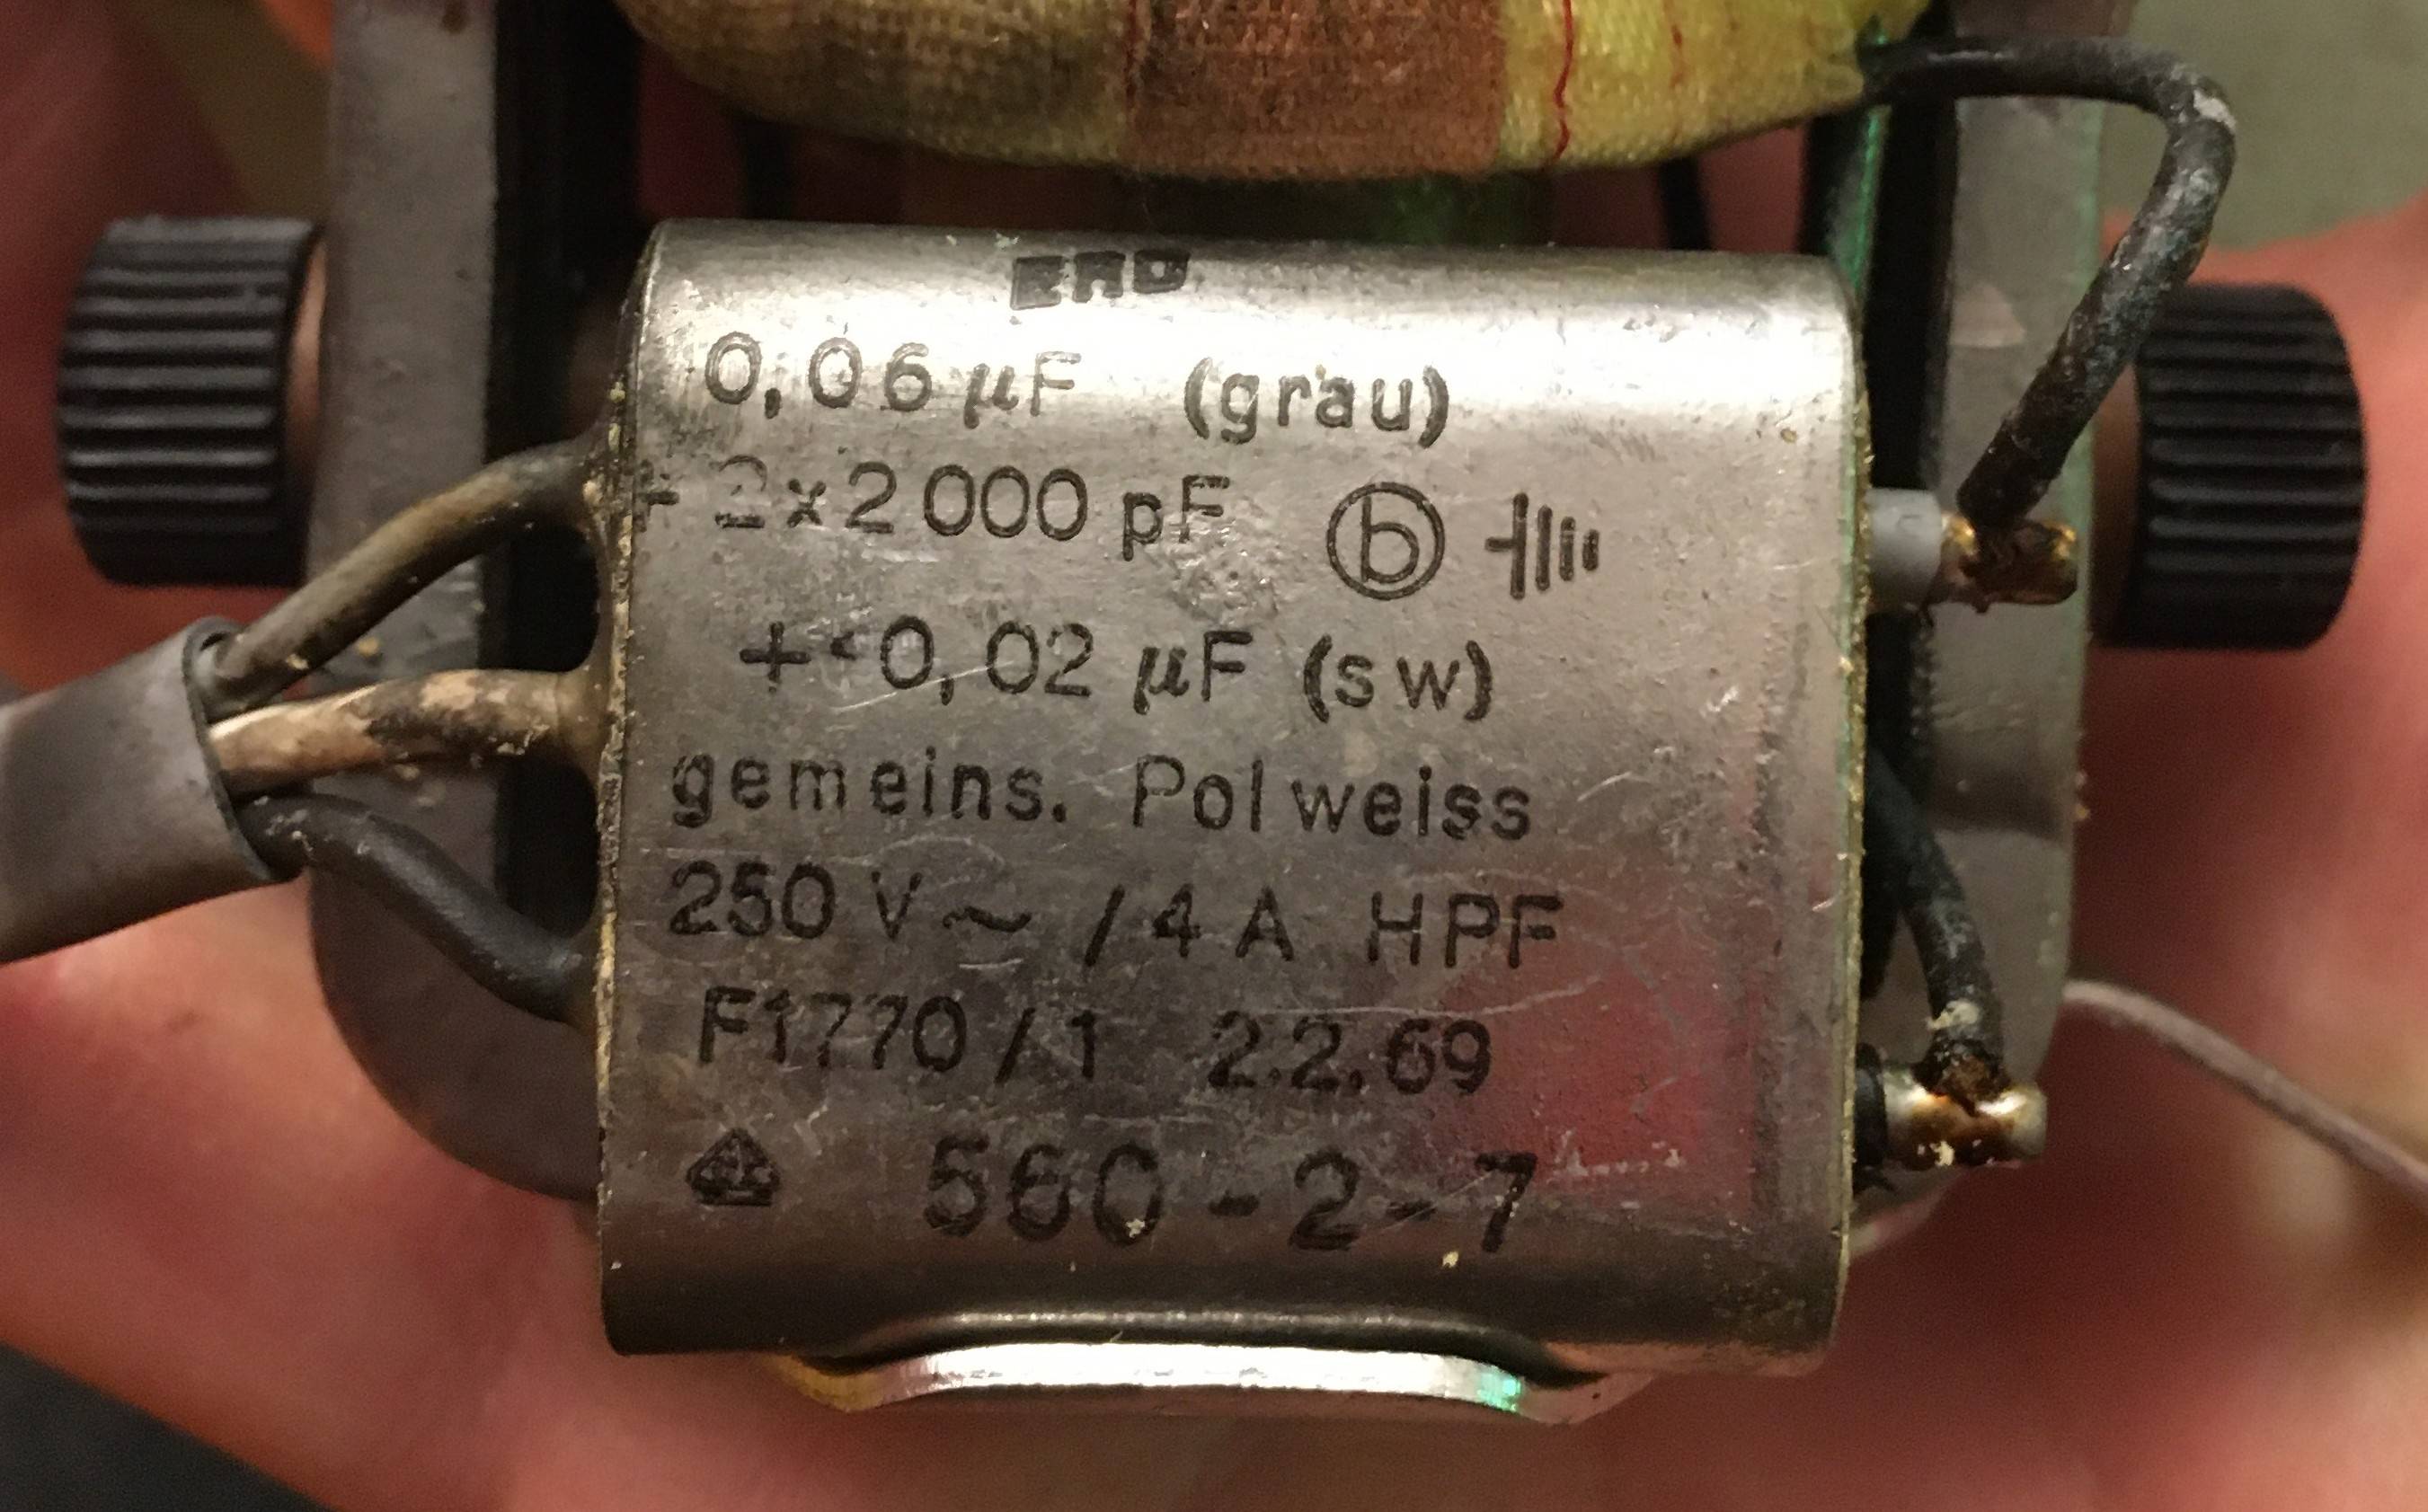 ERO
0,06 µF (grau)
+ 2x2000 pF b
+ 0,02 µF (sw)
gemeins. Pol weiss
250 V ~ / 4 A HPF
F1770/1 2.2.69
560-2-7